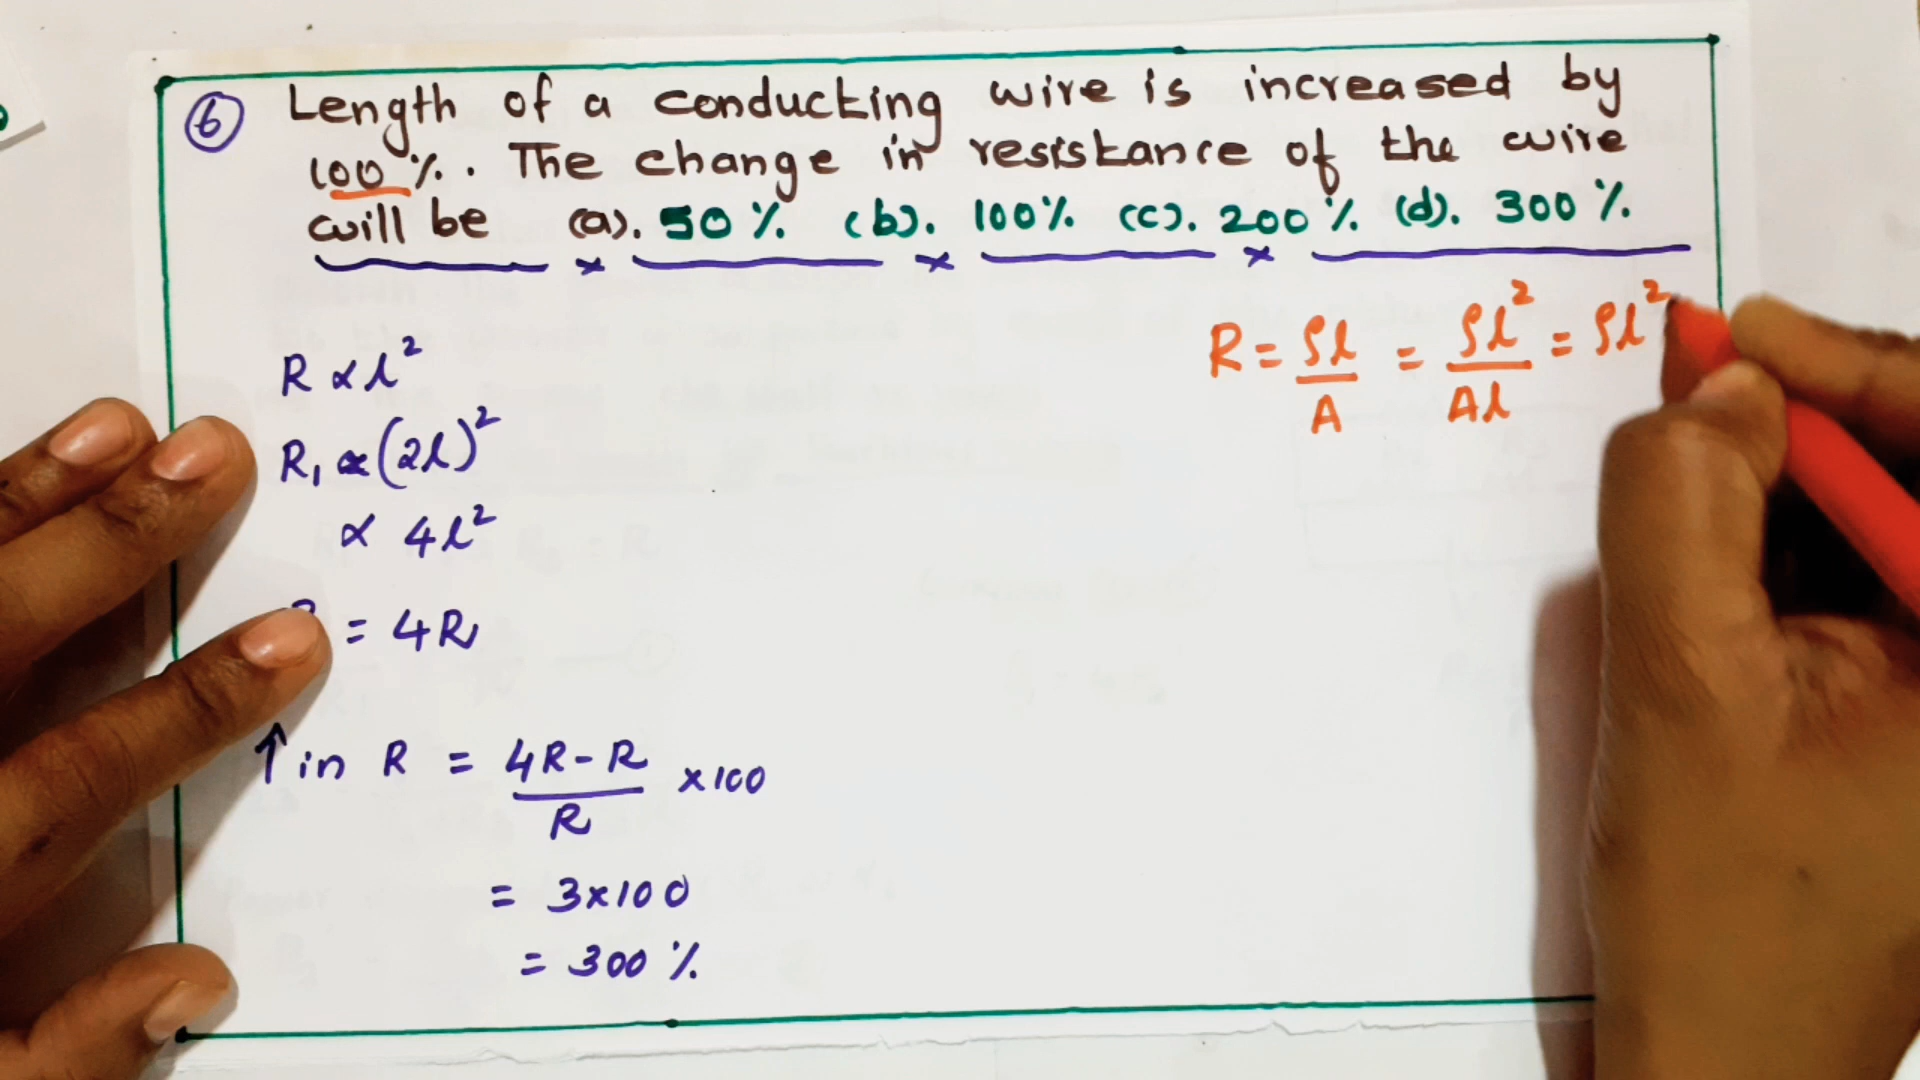 6 Length of a conducting wire is increased by
100%. The change in resistance of the wire
will be (a). 50% (b). 100% (c). 200% (d). 300%.
R = ρl/A = ρl²/Al = ρl²
R ∝ l²
R₁ ∝ (2l)²
∝ 4l²
= 4R
↑ in R = (4R-R)/R ×100
= 3×100
= 300%